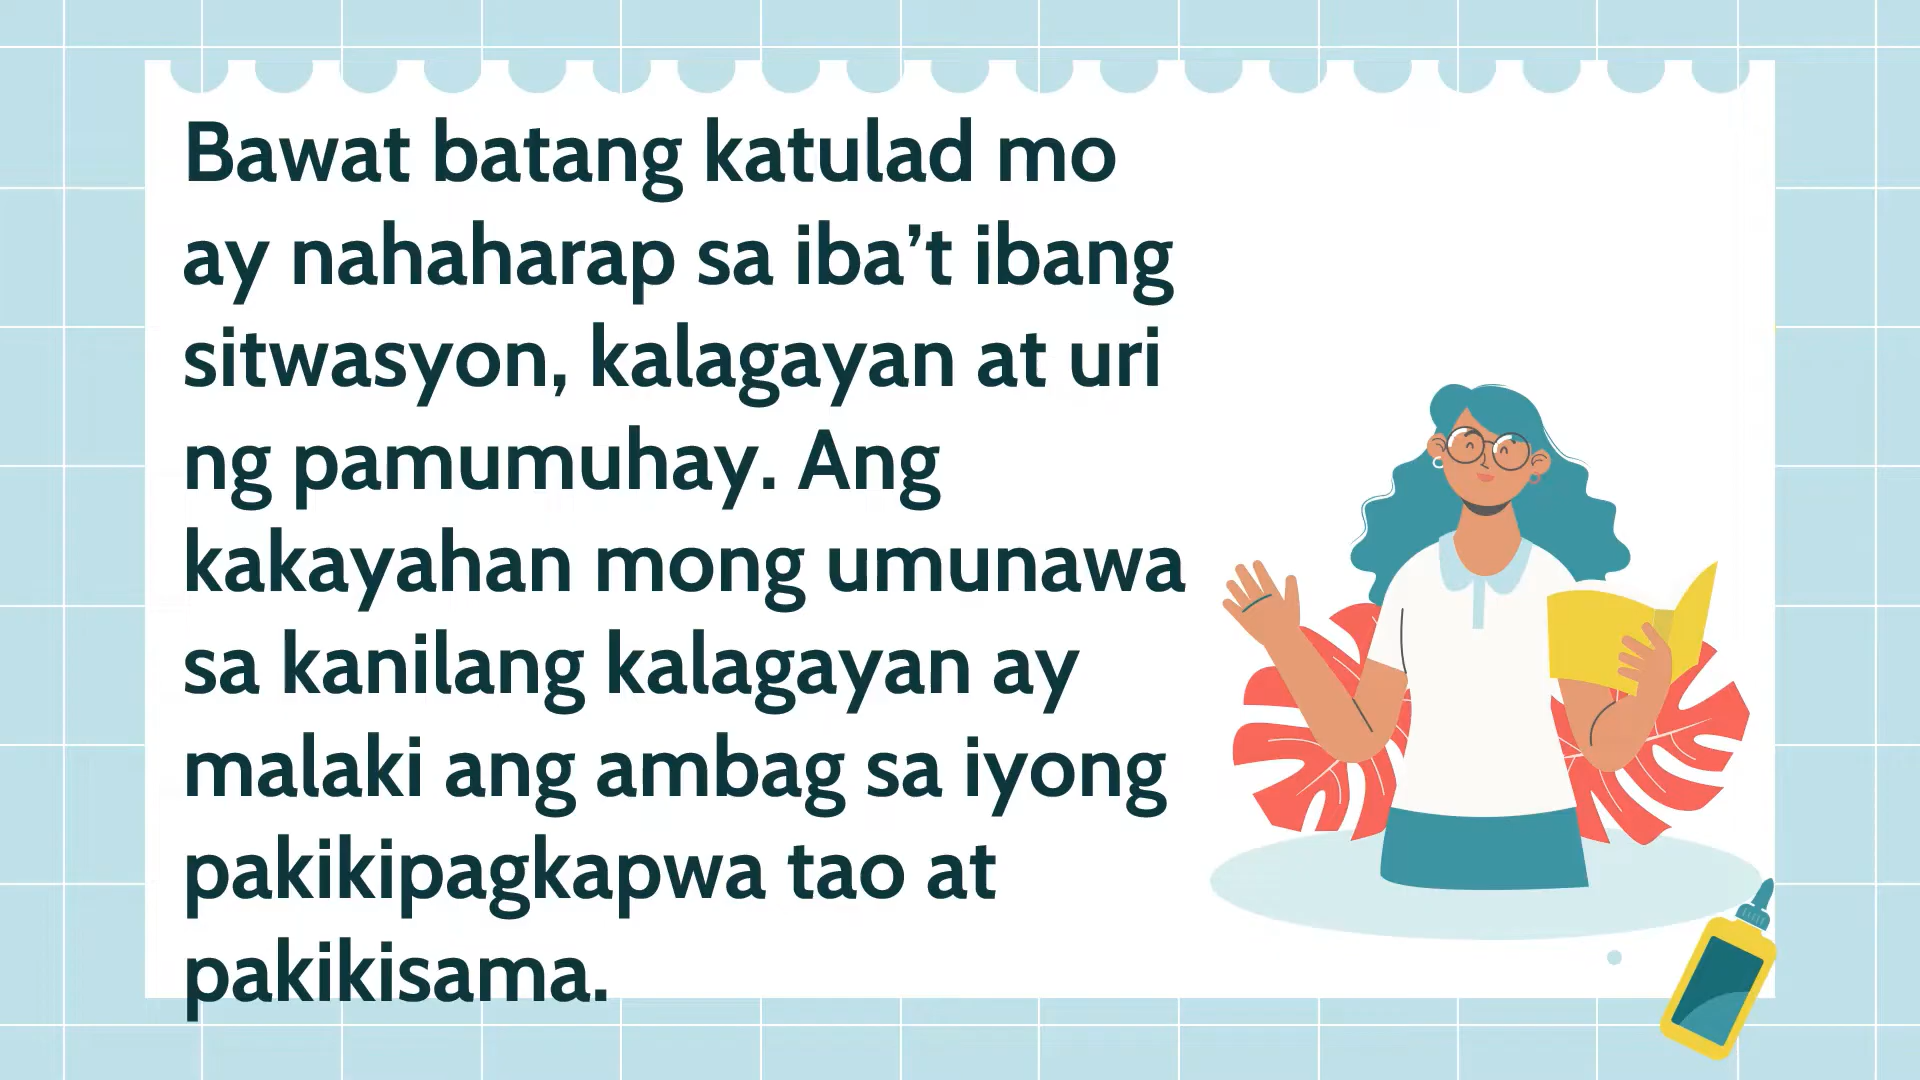 Bawat batang katulad mo
ay nahaharap sa iba’t ibang
sitwasyon, kalagayan at uri
ng pamumuhay. Ang
kakayahan mong umunawa
sa kanilang kalagayan ay
malaki ang ambag sa iyong
pakikipagkapwa tao at
pakikisama.